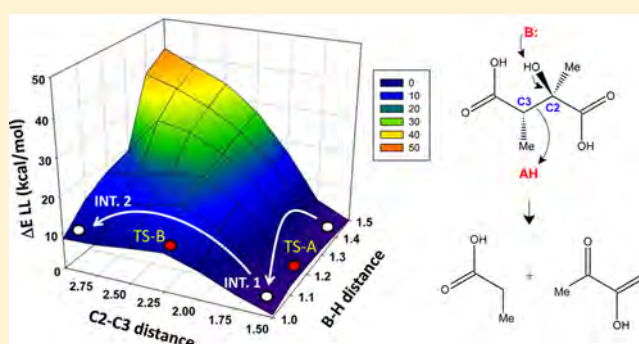 50
40
30
20
10
0
ΔE LL (kcal/mol)
INT. 2
TS-B
INT. 1
TS-A
2.75
2.50
2.25
2.00
1.75
1.50
C2-C3 distance
1.0
1.1
1.2
1.3
1.4
1.5
B-H distance
0
10
20
30
40
50
B:
OH
HO
Me
O
C3
C2
O
Me
OH
AH
OH
O
Me
+
O
Me
OH